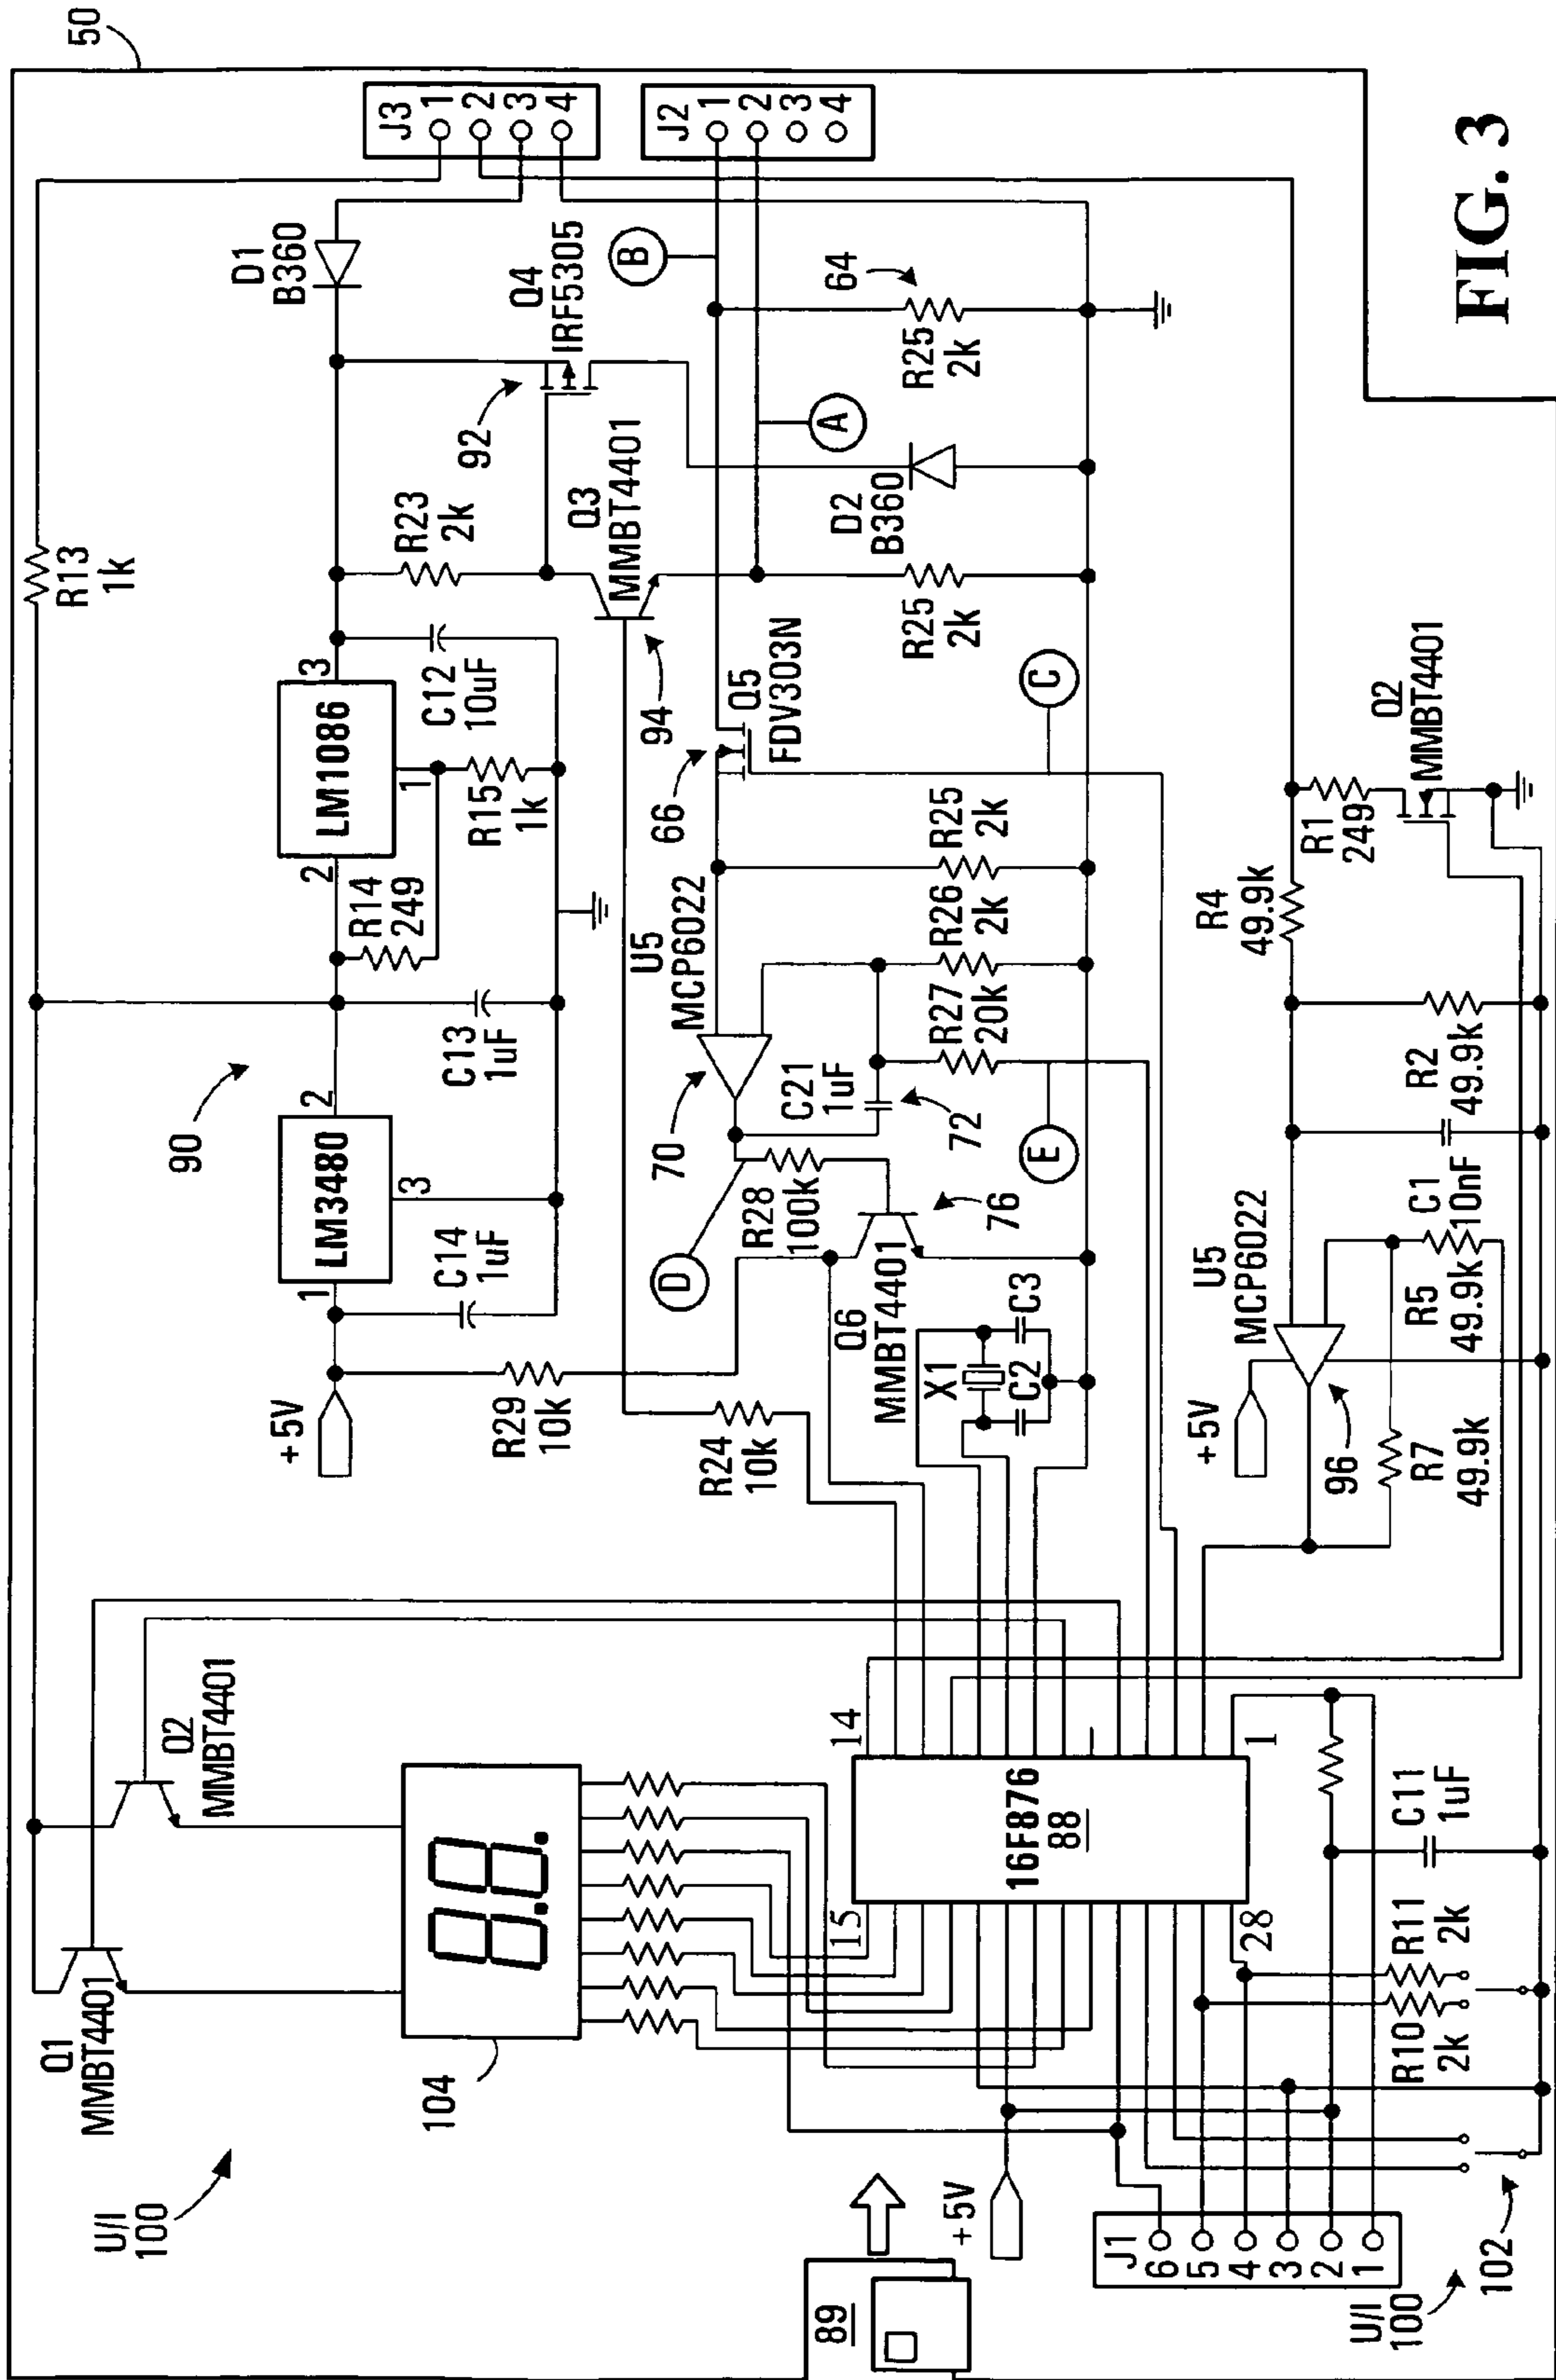 50
J3
1
2
3
4
J2
1
2
3
4
R13
1k
D1
B360
Q4
IRF5305
92
B
64
R25
2k
A
R23
2k
Q3
MMBT4401
94
D2
B360
R25
2k
LM1086
3
2
1
C12
10uF
R15
1k
R14
249
66
Q5
FDV303N
C
90
LM3480
2
1
3
C13
1uF
C14
1uF
+5V
R29
10k
R24
10k
U5
MCP6022
70
C21
1uF
72
R25
2k
R26
2k
R27
20k
E
D
R28
100k
76
Q6
MMBT4401
X1
C2
C3
R4
49.9k
R1
249
Q2
MMBT4401
R2
49.9k
C1
10nF
U5
MCP6022
+5V
96
R5
49.9k
R7
49.9k
Q2
MMBT4401
Q1
MMBT4401
104
U/I
100
14
15
16F876
88
1
28
C11
1uF
R11
2k
R10
2k
+5V
89
J1
6
5
4
3
2
1
U/I
100
102
FIG. 3